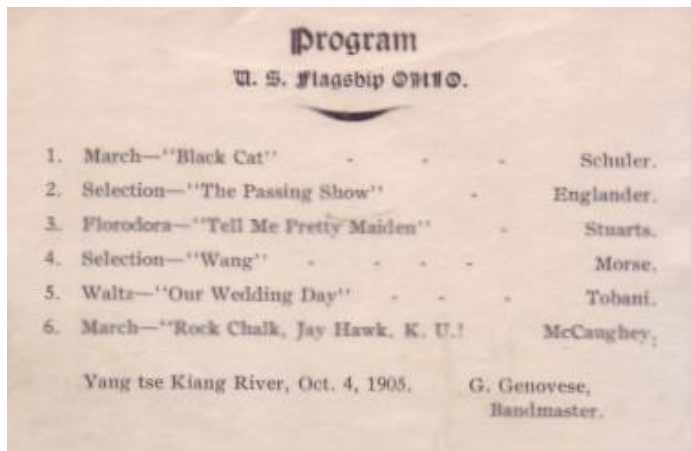 Program
U. S. Flagship OHIO.
1. March—"Black Cat" - - - Schuler.
2. Selection—"The Passing Show" - Englander.
3. Florodora—"Tell Me Pretty Maiden" - Stuarts.
4. Selection—"Wang" - - - - Morse.
5. Waltz—"Our Wedding Day" - - - Tobani.
6. March—"Rock Chalk, Jay Hawk, K. U.! McCaughey.
Yang tse Kiang River, Oct. 4, 1905. G. Genovese,
Bandmaster.